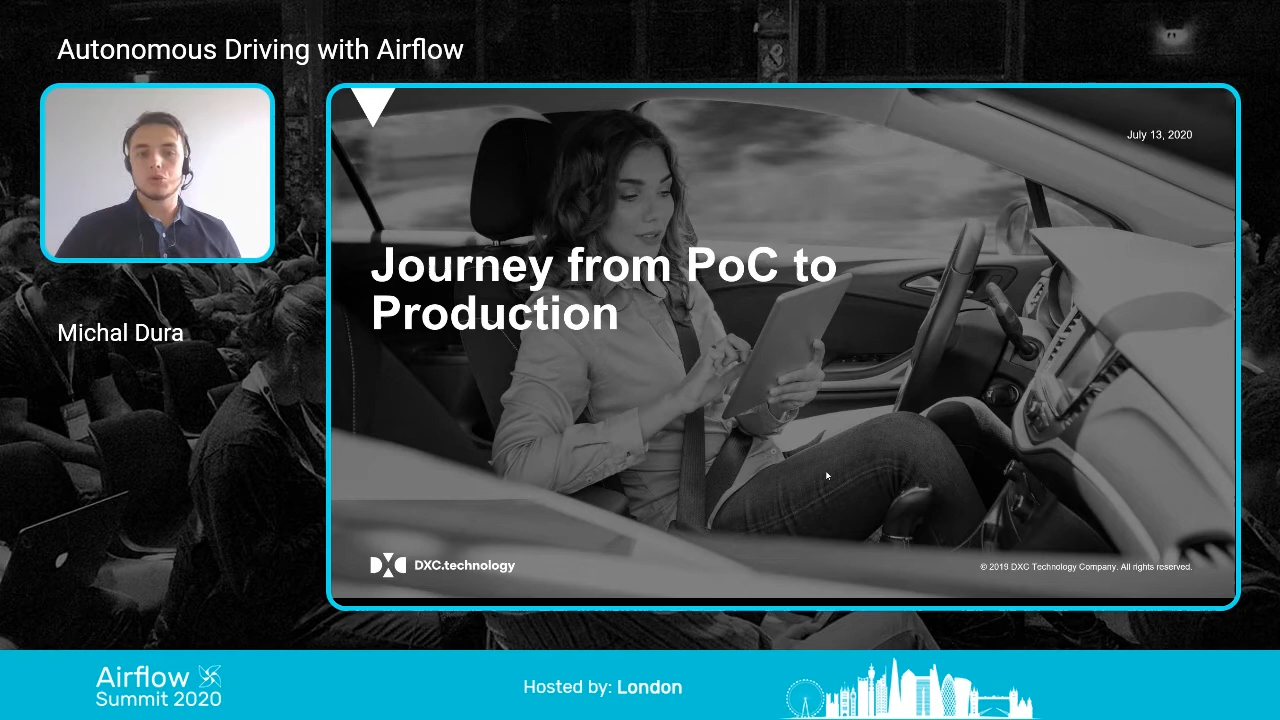 Autonomous Driving with Airflow
July 13, 2020
Journey from PoC to
Production
Michal Dura
DXC.technology
© 2019 DXC Technology Company. All rights reserved.
Airflow
Summit 2020
Hosted by: London